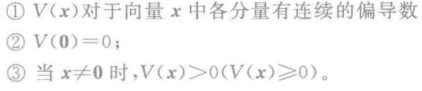 ① V(x)对于向量 x 中各分量有连续的偏导数
② V(0)=0;
③ 当 x≠0 时,V(x)>0(V(x)≥0)。